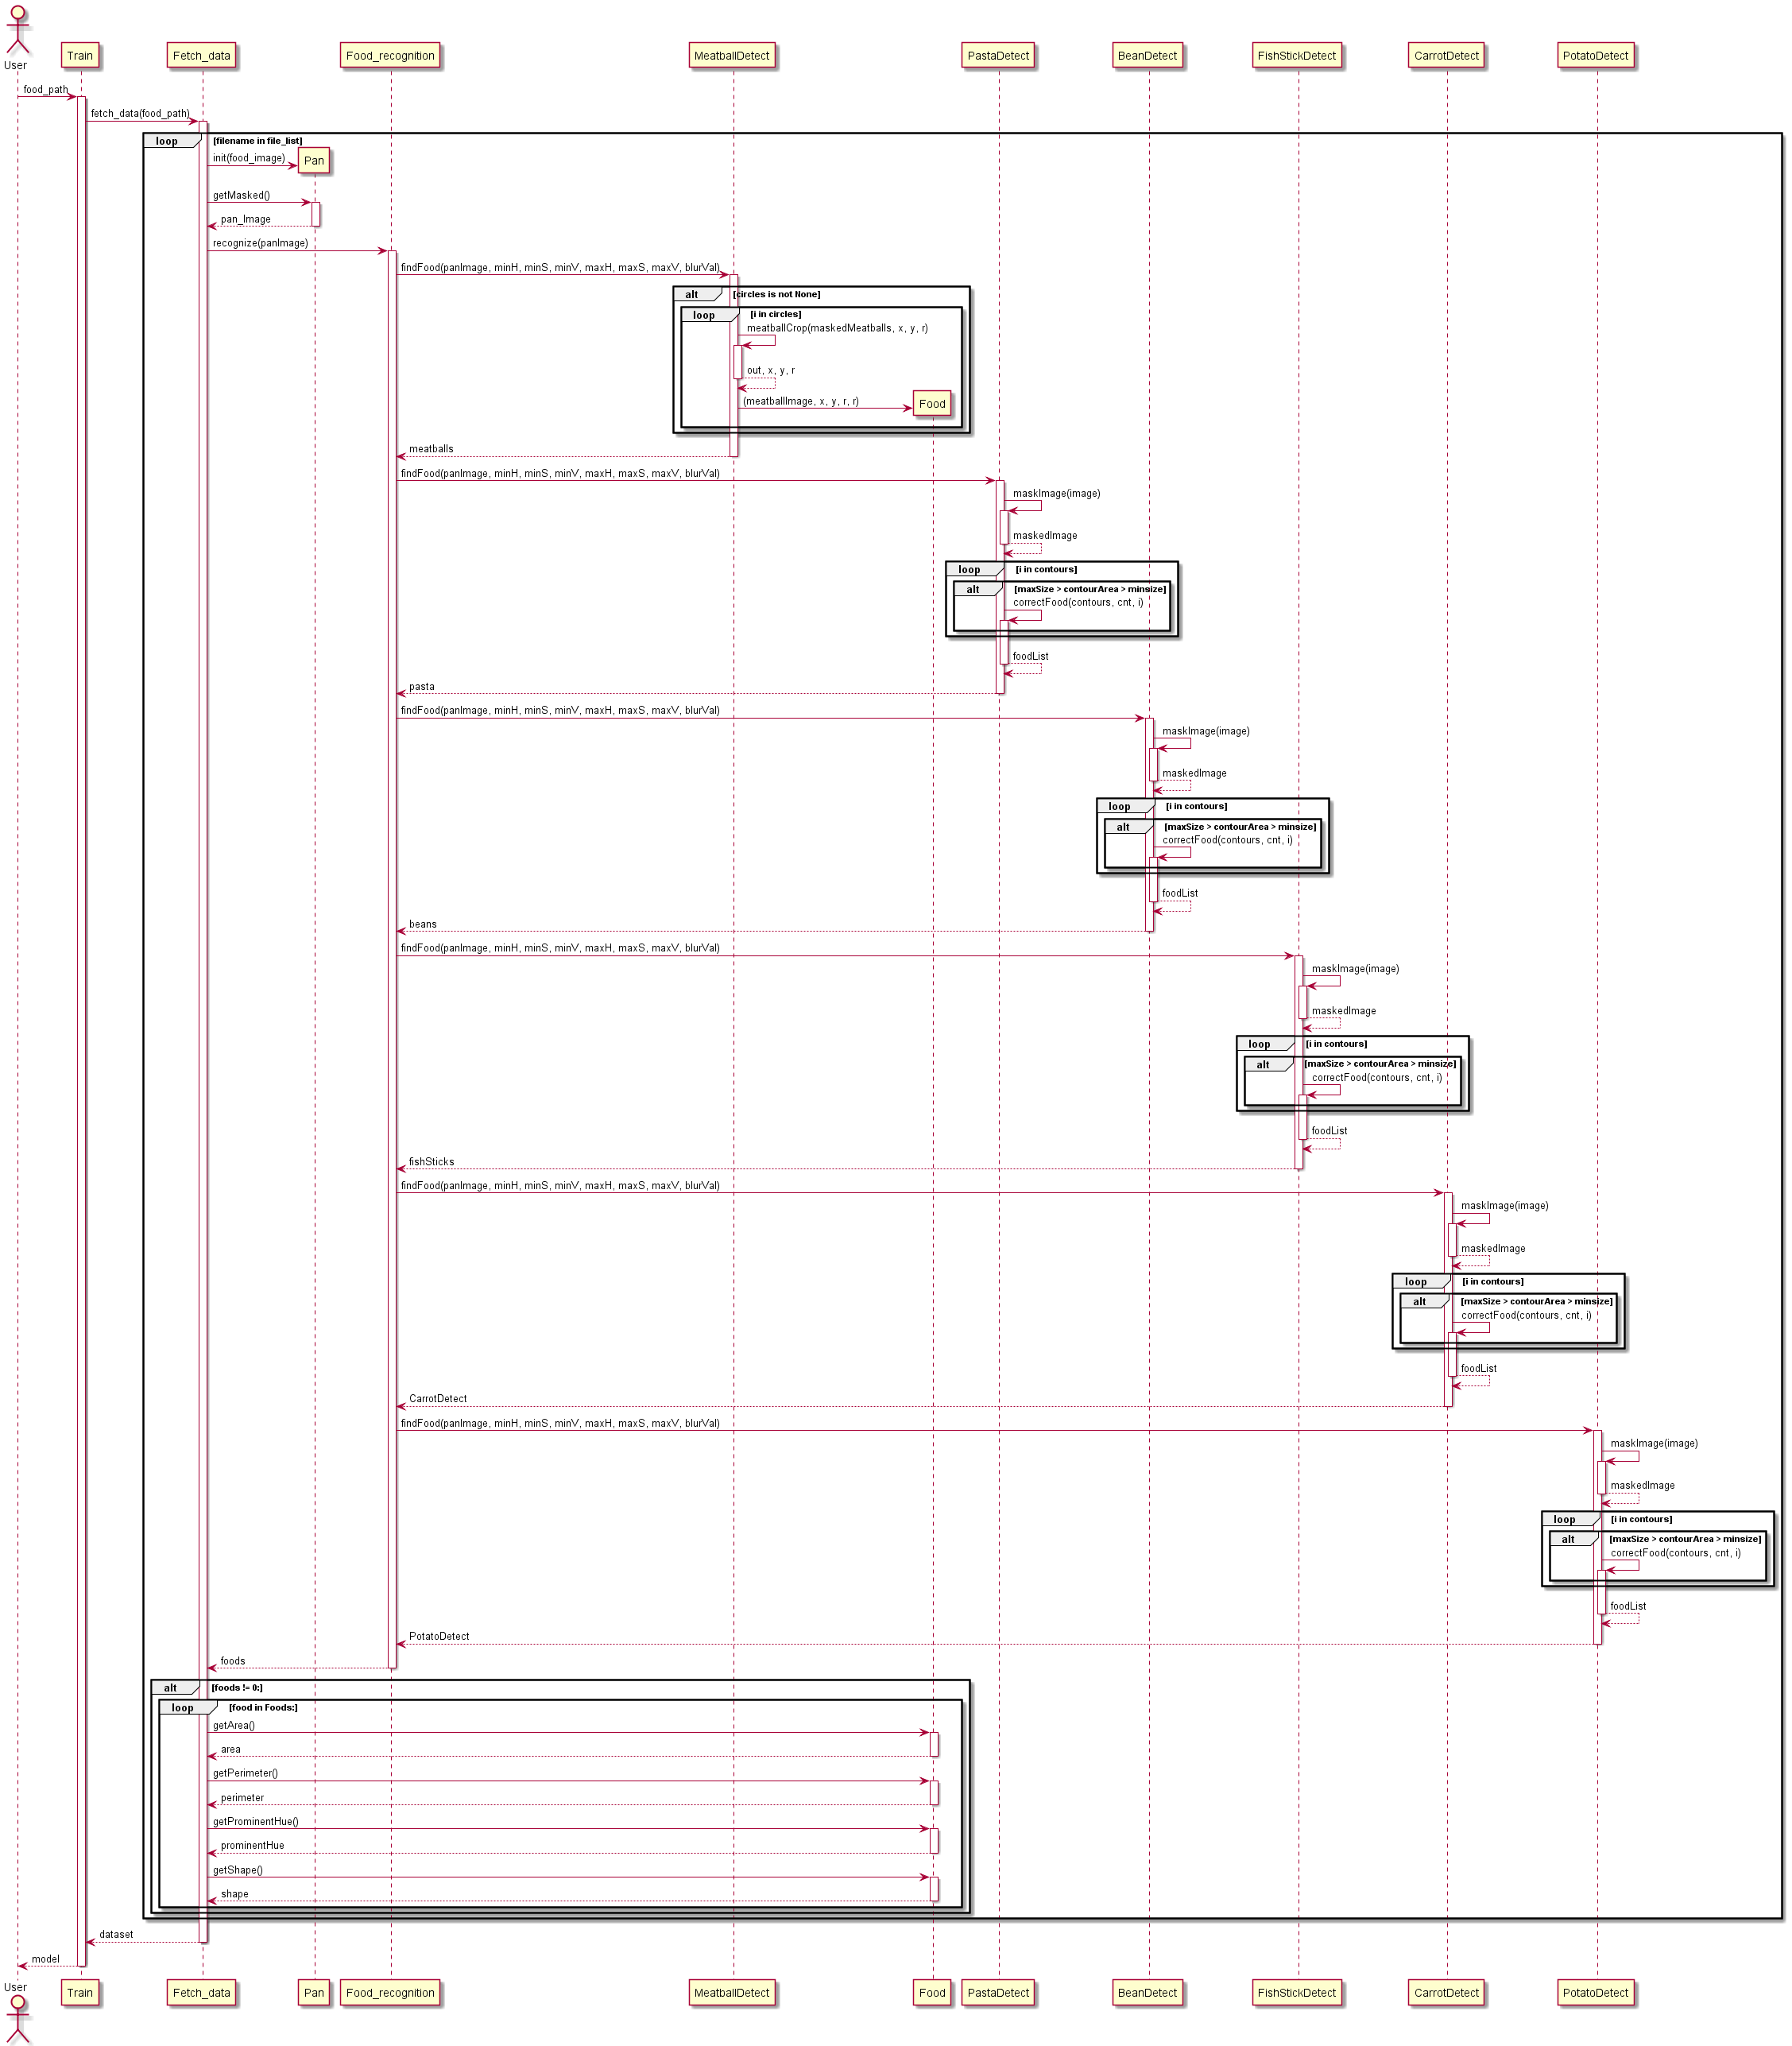 User
Train
Fetch_data
Food_recognition
MeatballDetect
PastaDetect
BeanDetect
FishStickDetect
CarrotDetect
PotatoDetect
food_path
fetch_data(food_path)
loop [filename in file_list]
init(food_image)
Pan
getMasked()
pan_Image
recognize(panImage)
findFood(panImage, minH, minS, minV, maxH, maxS, maxV, blurVal)
alt [circles is not None]
loop [i in circles]
meatballCrop(maskedMeatballs, x, y, r)
out, x, y, r
(meatballImage, x, y, r, r)
Food
meatballs
findFood(panImage, minH, minS, minV, maxH, maxS, maxV, blurVal)
maskImage(image)
maskedImage
loop [i in contours]
alt [maxSize > contourArea > minsize]
correctFood(contours, cnt, i)
foodList
pasta
findFood(panImage, minH, minS, minV, maxH, maxS, maxV, blurVal)
maskImage(image)
maskedImage
loop [i in contours]
alt [maxSize > contourArea > minsize]
correctFood(contours, cnt, i)
foodList
beans
findFood(panImage, minH, minS, minV, maxH, maxS, maxV, blurVal)
maskImage(image)
maskedImage
loop [i in contours]
alt [maxSize > contourArea > minsize]
correctFood(contours, cnt, i)
foodList
fishSticks
findFood(panImage, minH, minS, minV, maxH, maxS, maxV, blurVal)
maskImage(image)
maskedImage
loop [i in contours]
alt [maxSize > contourArea > minsize]
correctFood(contours, cnt, i)
foodList
CarrotDetect
findFood(panImage, minH, minS, minV, maxH, maxS, maxV, blurVal)
maskImage(image)
maskedImage
loop [i in contours]
alt [maxSize > contourArea > minsize]
correctFood(contours, cnt, i)
foodList
PotatoDetect
foods
alt [foods != 0:]
loop [food in Foods:]
getArea()
area
getPerimeter()
perimeter
getProminentHue()
prominentHue
getShape()
shape
dataset
model
User
Train
Fetch_data
Pan
Food_recognition
MeatballDetect
Food
PastaDetect
BeanDetect
FishStickDetect
CarrotDetect
PotatoDetect